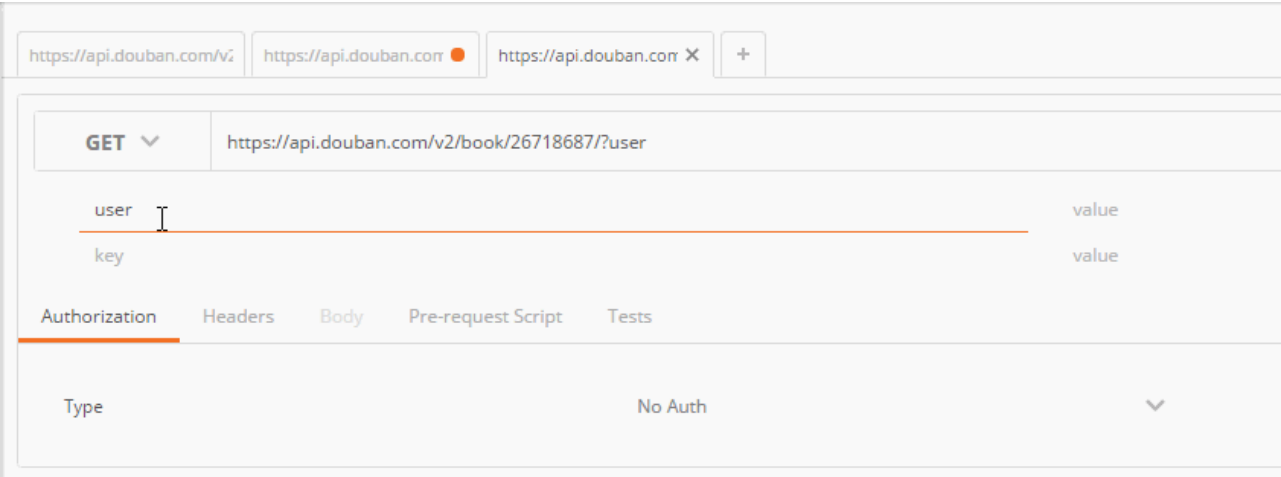 https://api.douban.com/v2 https://api.douban.com https://api.douban.com +
GET https://api.douban.com/v2/book/26718687/?user
user value
key value
Authorization Headers Body Pre-request Script Tests
Type No Auth